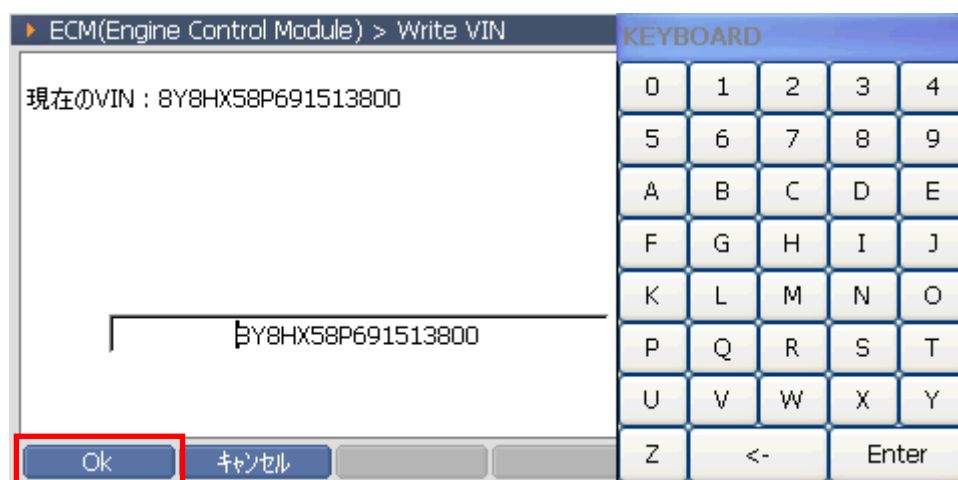 ECM(Engine Control Module) > Write VIN
現在のVIN：8Y8HX58P691513800
8Y8HX58P691513800
Ok キャンセル
KEYBOARD
0 1 2 3 4
5 6 7 8 9
A B C D E
F G H I J
K L M N O
P Q R S T
U V W X Y
Z <- Enter